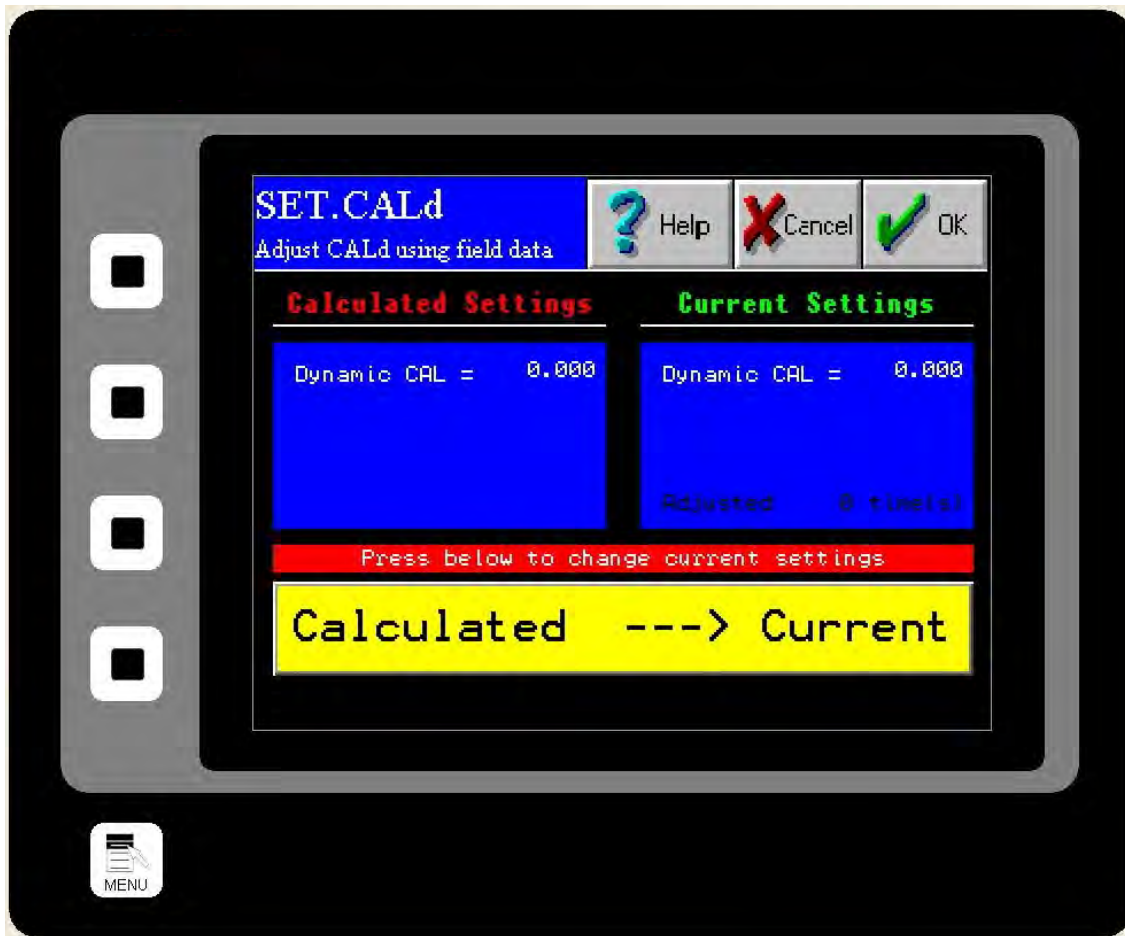 SET.CALd
Adjust CALd using field data
Help
Cancel
OK
Calculated Settings
Current Settings
Dynamic CAL = 0.000
Dynamic CAL = 0.000
Adjusted 0 time(s)
Press below to change current settings
Calculated ---> Current
MENU